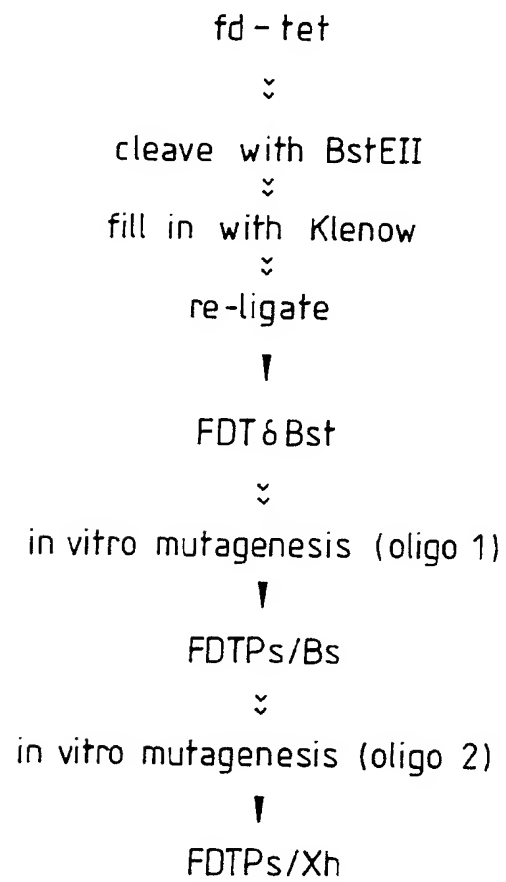 fd-tet
cleave with BstEII
fill in with Klenow
re-ligate
FDTδBst
in vitro mutagenesis (oligo 1)
FDTPs/Bs
in vitro mutagenesis (oligo 2)
FDTPs/Xh